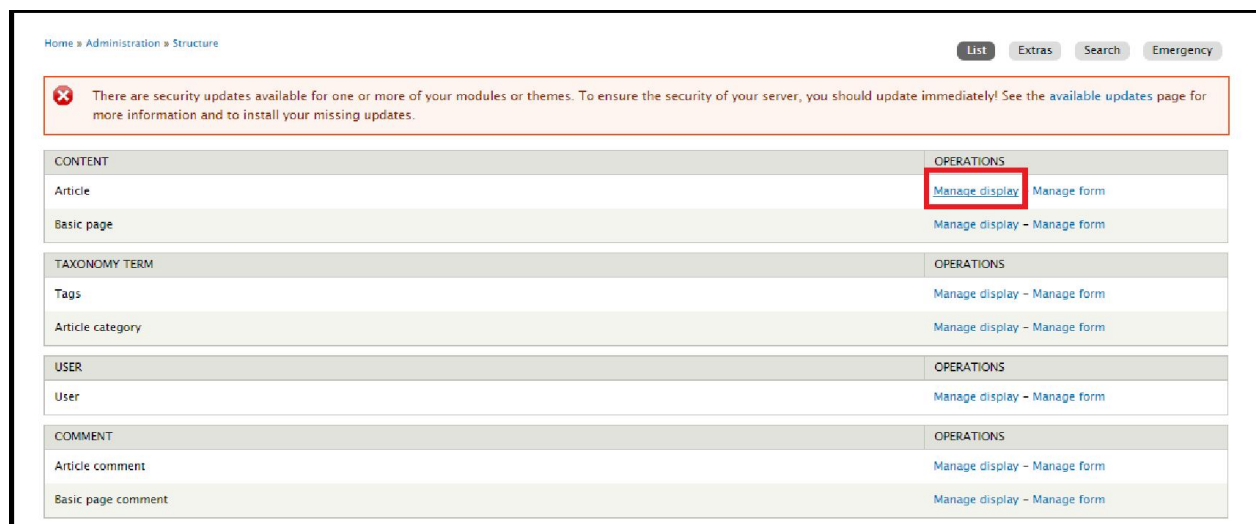 Home » Administration » Structure
List Extras Search Emergency
There are security updates available for one or more of your modules or themes. To ensure the security of your server, you should update immediately! See the available updates page for
more information and to install your missing updates.
CONTENT OPERATIONS
Article Manage display - Manage form
Basic page Manage display - Manage form
TAXONOMY TERM OPERATIONS
Tags Manage display - Manage form
Article category Manage display - Manage form
USER OPERATIONS
User Manage display - Manage form
COMMENT OPERATIONS
Article comment Manage display - Manage form
Basic page comment Manage display - Manage form